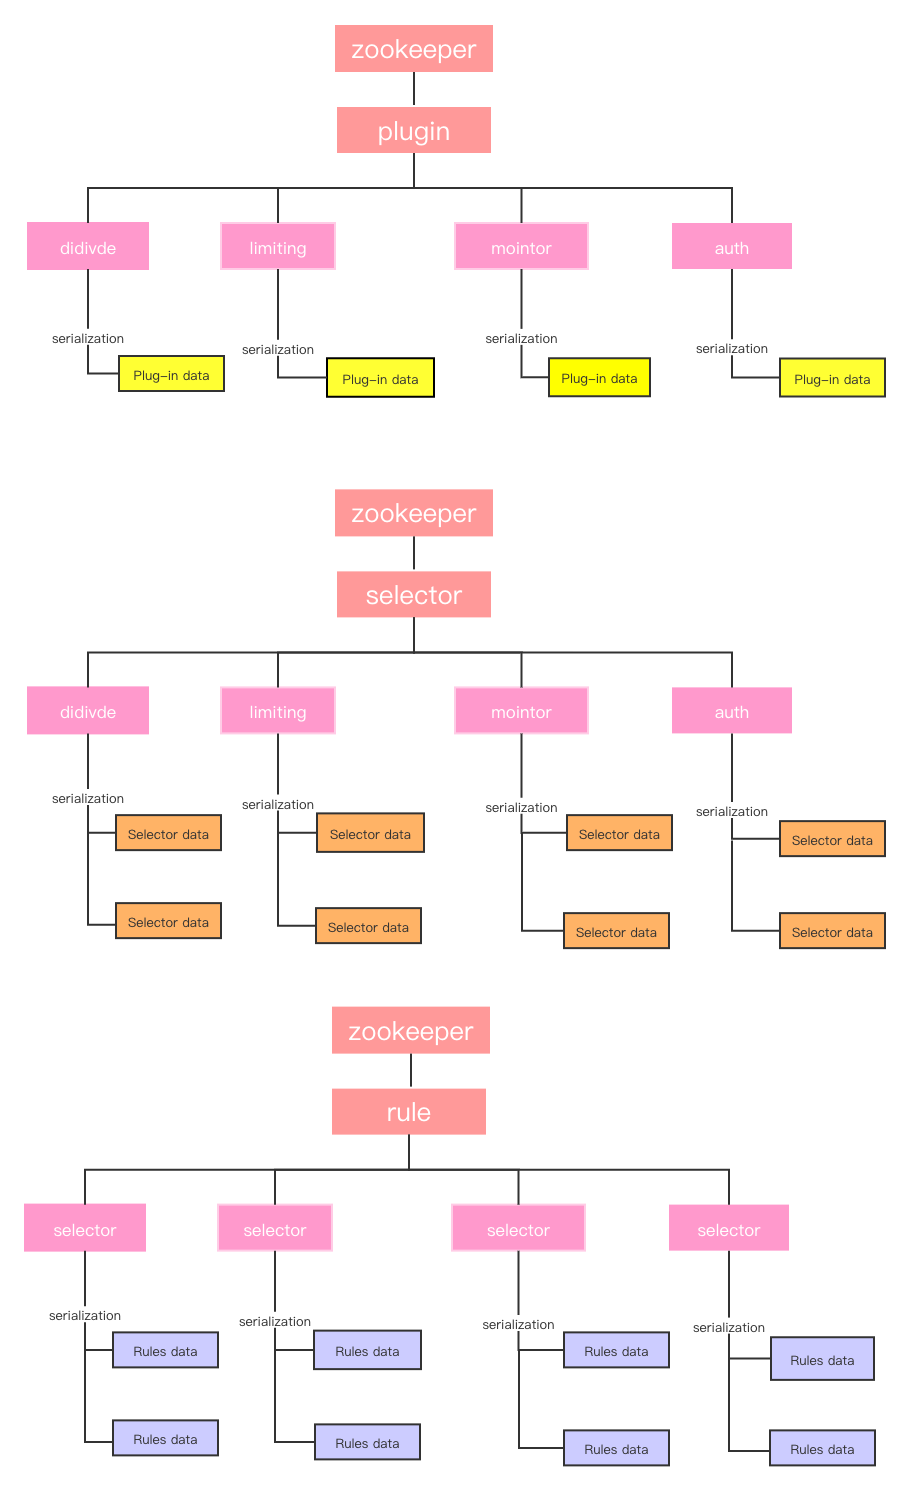 zookeeper
plugin
didivde
limiting
mointor
auth
serialization
serialization
serialization
serialization
Plug-in data
Plug-in data
Plug-in data
Plug-in data
zookeeper
selector
didivde
limiting
mointor
auth
serialization
serialization
serialization
serialization
Selector data
Selector data
Selector data
Selector data
Selector data
Selector data
Selector data
Selector data
zookeeper
rule
selector
selector
selector
selector
serialization
serialization
serialization
serialization
Rules data
Rules data
Rules data
Rules data
Rules data
Rules data
Rules data
Rules data